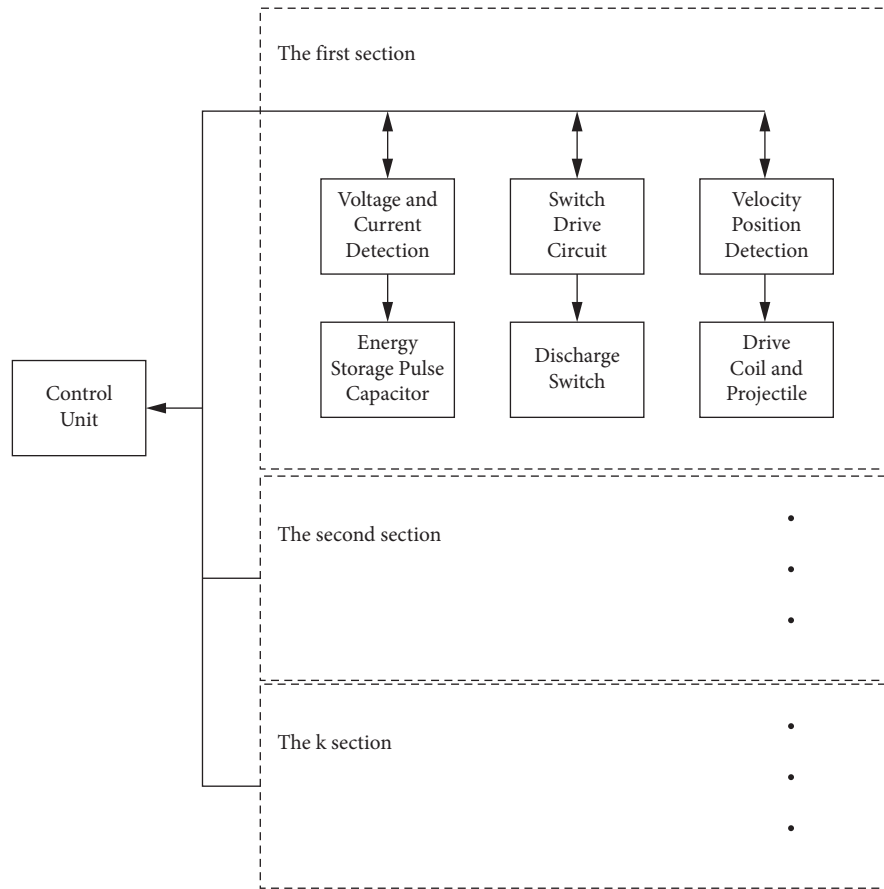 The first section
Voltage and
Current
Detection
Switch
Drive
Circuit
Velocity
Position
Detection
Energy
Storage Pulse
Capacitor
Discharge
Switch
Drive
Coil and
Projectile
Control
Unit
The second section
The k section